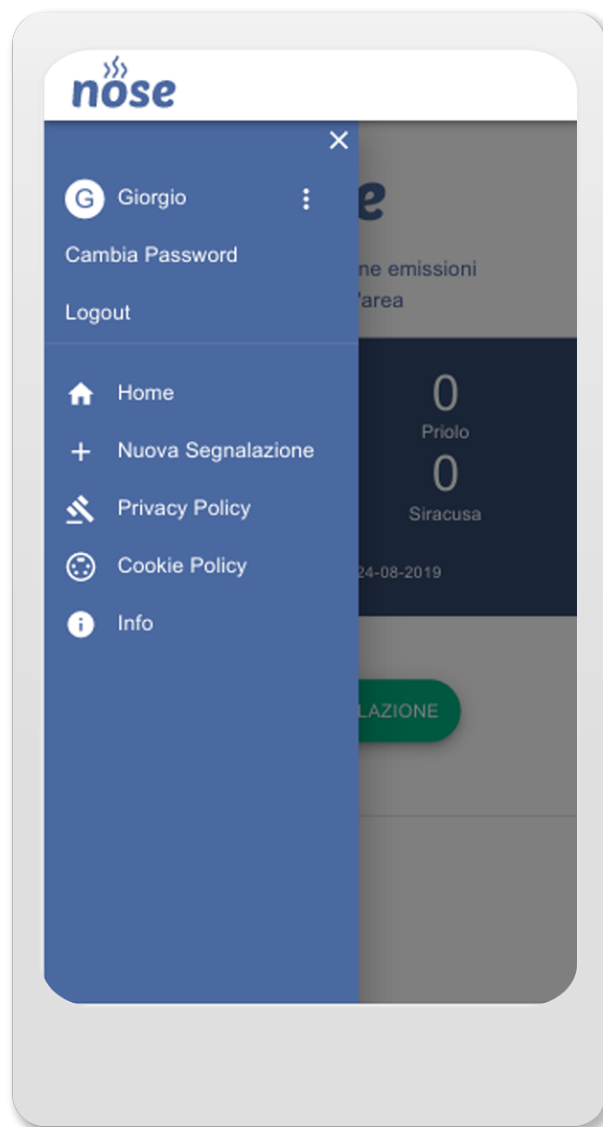 nose
G Giorgio
Cambia Password
Logout
Home
Nuova Segnalazione
Privacy Policy
Cookie Policy
Info
e
ne emissioni
'area
0
Priolo
0
Siracusa
24-08-2019
LAZIONE